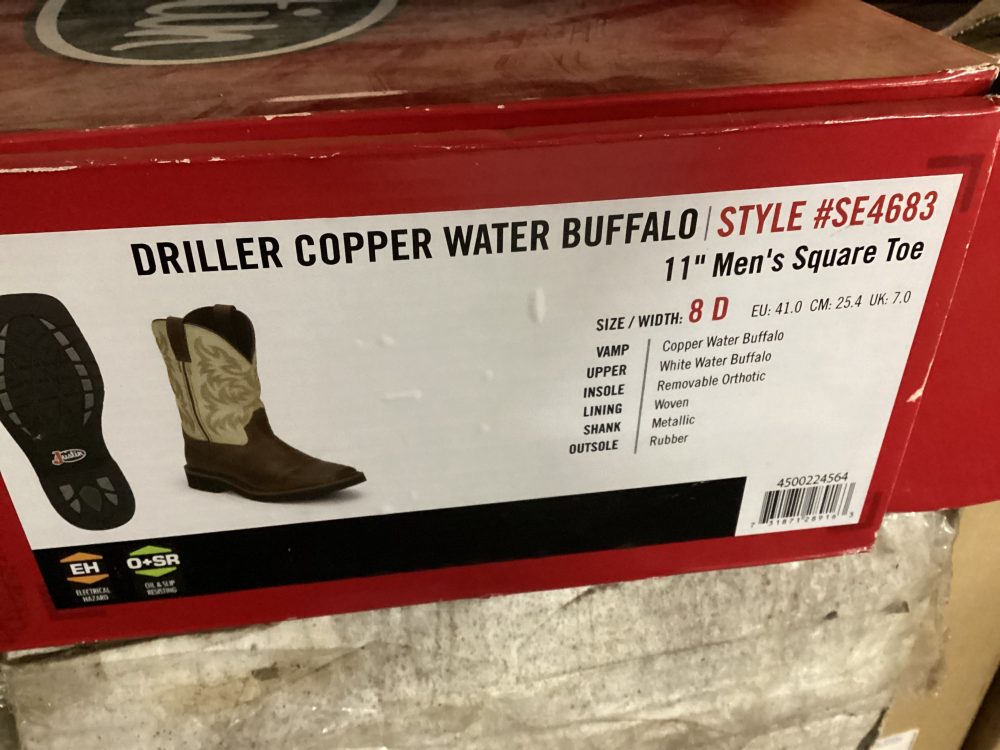 DRILLER COPPER WATER BUFFALO | STYLE #SE4683
11" Men's Square Toe
SIZE / WIDTH: 8 D EU: 41.0 CM: 25.4 UK: 7.0
VAMP Copper Water Buffalo
UPPER White Water Buffalo
INSOLE Removable Orthotic
LINING Woven
SHANK Metallic
OUTSOLE Rubber
Justin
4500224564
EH
ELECTRICAL
HAZARD
O+SR
OIL & SLIP
RESISTING